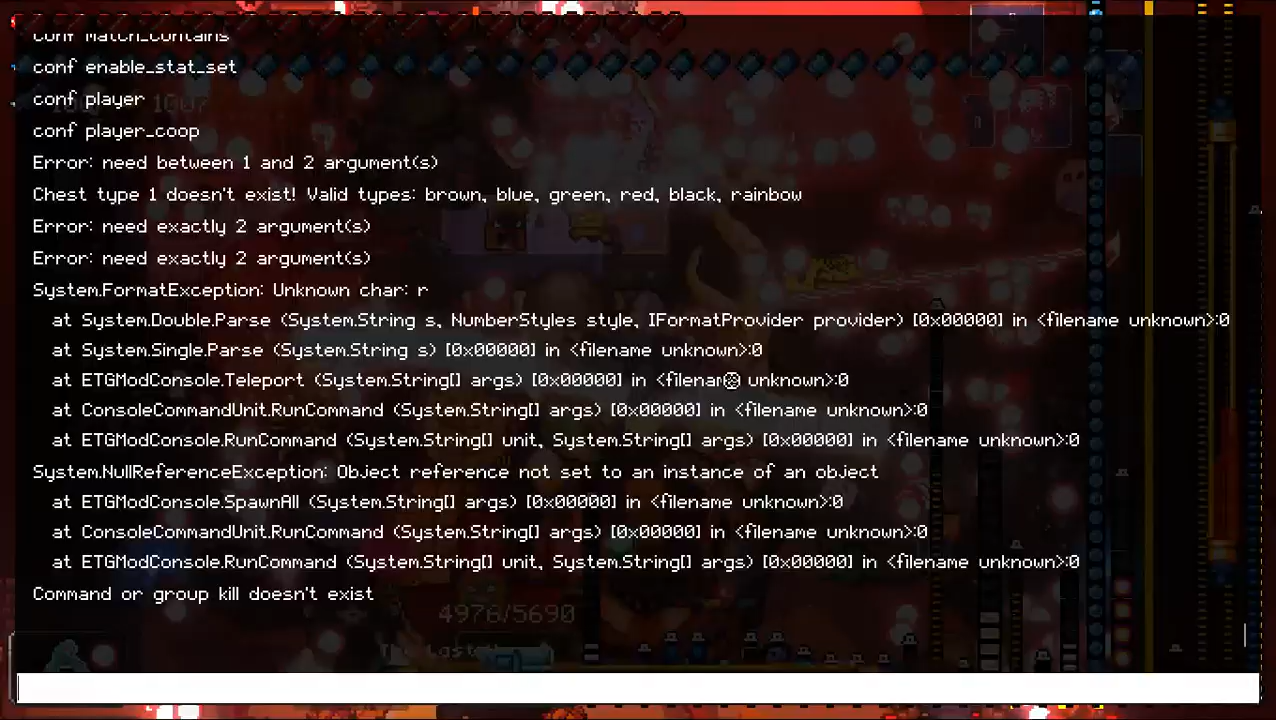 conf match_contains
conf enable_stat_set
conf player
conf player_coop
Error: need between 1 and 2 argument(s)
Chest type 1 doesn't exist! Valid types: brown, blue, green, red, black, rainbow
Error: need exactly 2 argument(s)
Error: need exactly 2 argument(s)
System.FormatException: Unknown char: r
at System.Double.Parse (System.String s, NumberStyles style, IFormatProvider provider) [0x00000] in <filename unknown>:0
at System.Single.Parse (System.String s) [0x00000] in <filename unknown>:0
at ETGModConsole.Teleport (System.String[] args) [0x00000] in <filename unknown>:0
at ConsoleCommandUnit.RunCommand (System.String[] args) [0x00000] in <filename unknown>:0
at ETGModConsole.RunCommand (System.String[] unit, System.String[] args) [0x00000] in <filename unknown>:0
System.NullReferenceException: Object reference not set to an instance of an object
at ETGModConsole.SpawnAll (System.String[] args) [0x00000] in <filename unknown>:0
at ConsoleCommandUnit.RunCommand (System.String[] args) [0x00000] in <filename unknown>:0
at ETGModConsole.RunCommand (System.String[] unit, System.String[] args) [0x00000] in <filename unknown>:0
Command or group kill doesn't exist
4976/5690